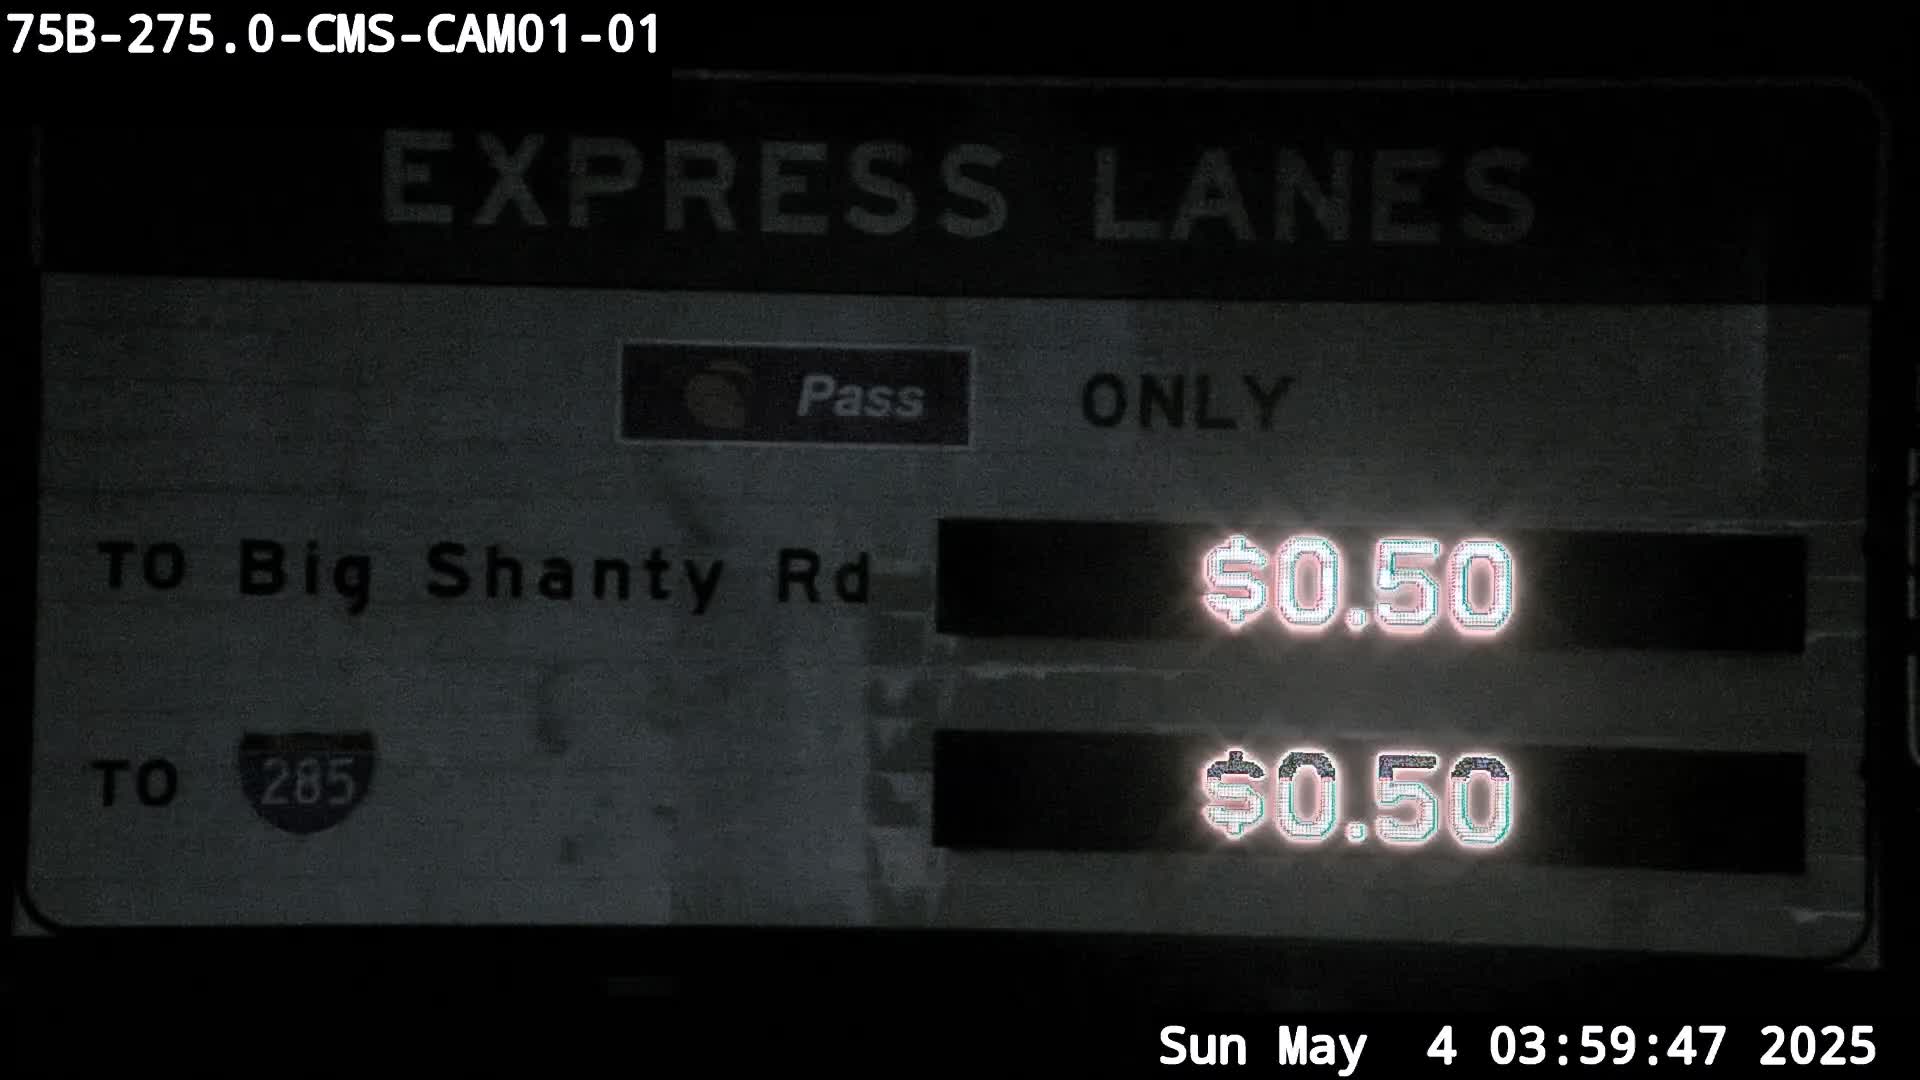 75B-275.0-CMS-CAM01-01
EXPRESS LANES
Pass ONLY
TO Big Shanty Rd $0.50
TO 285 $0.50
Sun May 4 03:59:47 2025